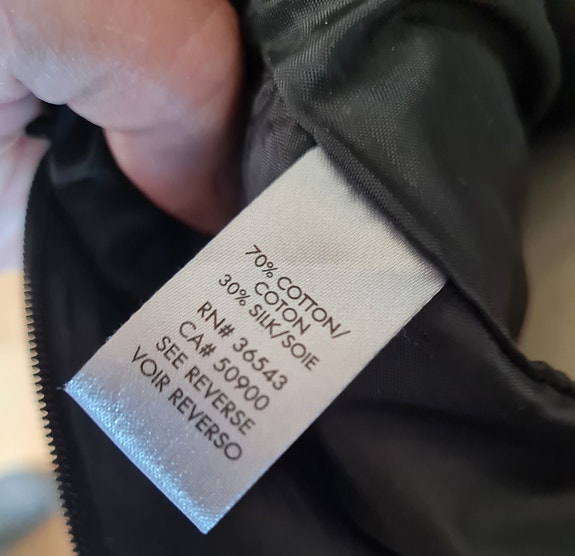 70% COTTON/
COTON
30% SILK/SOIE
RN# 36543
CA# 50900
SEE REVERSE
VOIR REVERSO